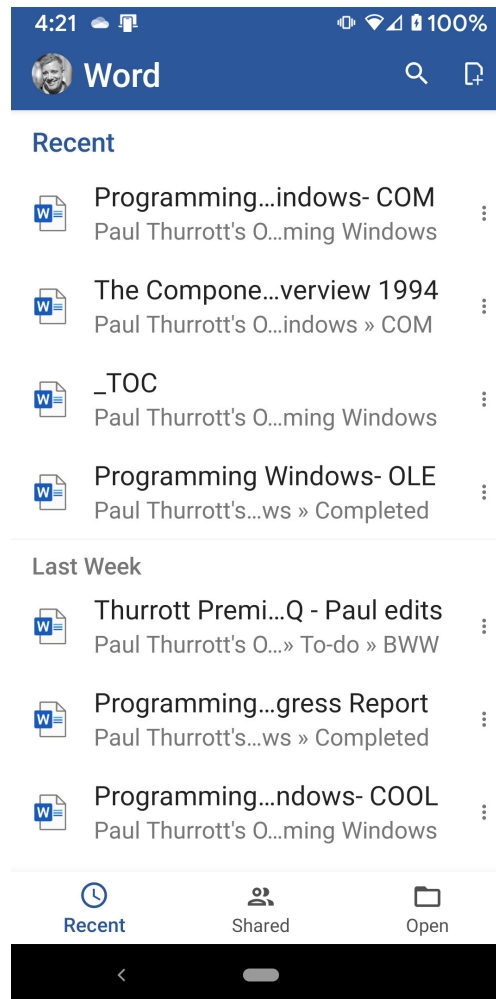 4:21
100%
Word
Recent
Programming...indows- COM
Paul Thurrott's O...ming Windows
The Compone...verview 1994
Paul Thurrott's O...indows » COM
_TOC
Paul Thurrott's O...ming Windows
Programming Windows- OLE
Paul Thurrott's...ws » Completed
Last Week
Thurrott Premi...Q - Paul edits
Paul Thurrott's O...» To-do » BWW
Programming...gress Report
Paul Thurrott's...ws » Completed
Programming...ndows- COOL
Paul Thurrott's O...ming Windows
Recent
Shared
Open